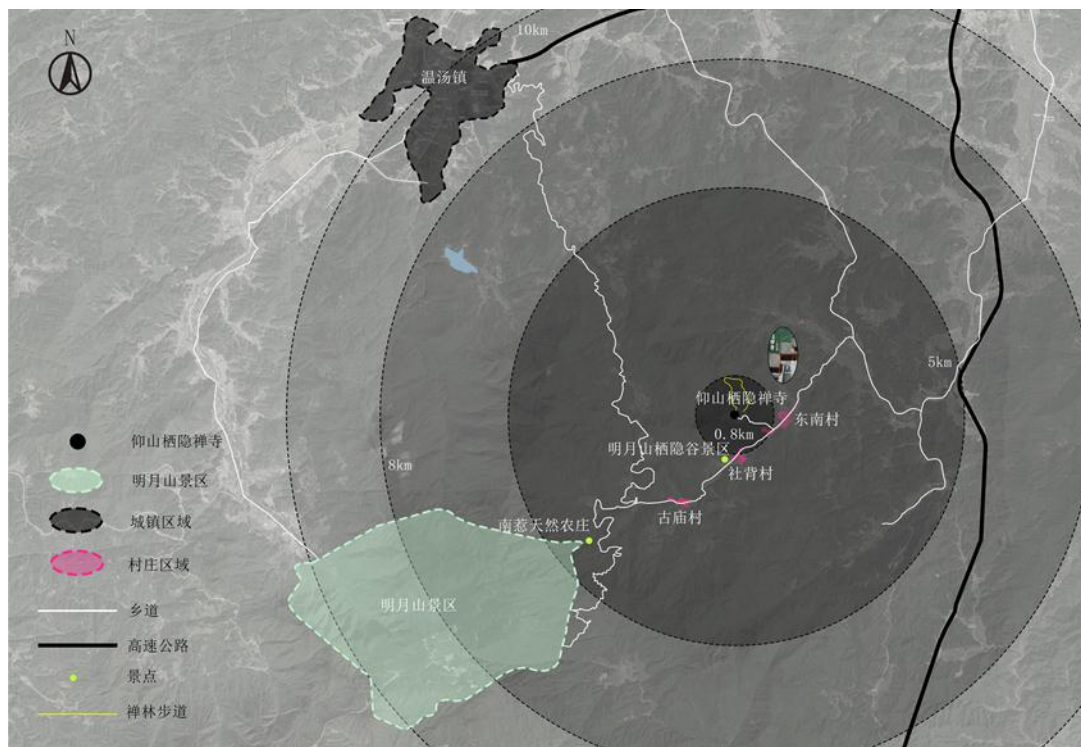 N
10km
温汤镇
5km
仰山栖隐禅寺
东南村
0.8km
明月山栖隐谷景区
社背村
8km
古庙村
南惹天然农庄
明月山景区
仰山栖隐禅寺
明月山景区
城镇区域
村庄区域
乡道
高速公路
景点
禅林步道